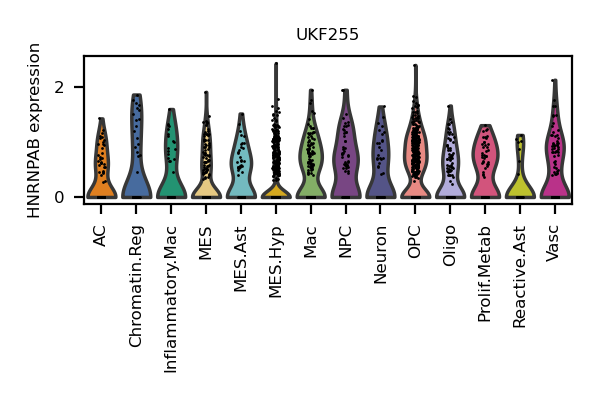 UKF255
HNRNPAB expression
2
0
AC
Chromatin.Reg
Inflammatory.Mac
MES
MES.Ast
MES.Hyp
Mac
NPC
Neuron
OPC
Oligo
Prolif.Metab
Reactive.Ast
Vasc